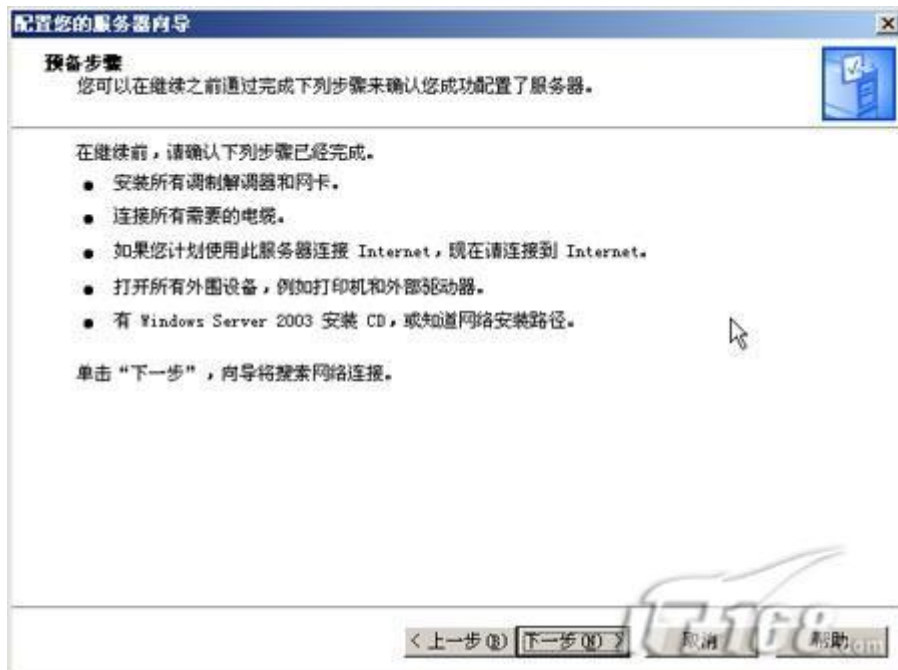 配置您的服务器向导
预备步骤
您可以在继续之前通过完成下列步骤来确认您成功配置了服务器。
在继续前，请确认下列步骤已经完成。
● 安装所有调制解调器和网卡。
● 连接所有需要的电缆。
● 如果您计划使用此服务器连接 Internet，现在请连接到 Internet。
● 打开所有外围设备，例如打印机和外部驱动器。
● 有 Windows Server 2003 安装 CD，或知道网络安装路径。
单击“下一步”，向导将搜索网络连接。
< 上一步(B) 下一步(N) > 取消 帮助
IT168.com